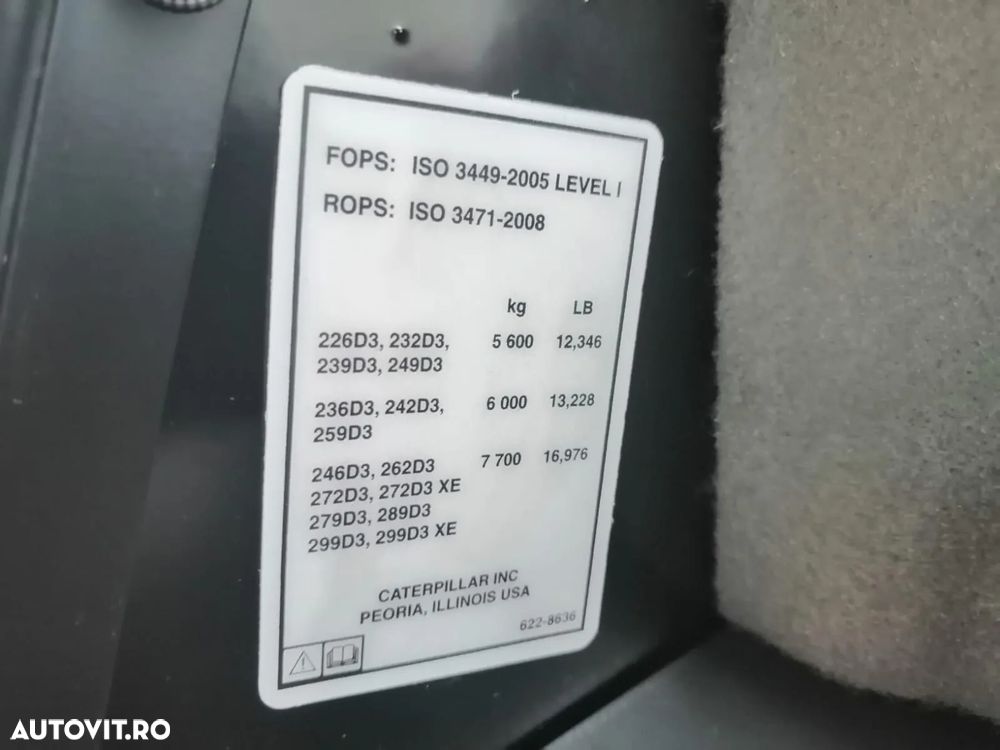 FOPS: ISO 3449-2005 LEVEL I
ROPS: ISO 3471-2008
kg LB
226D3, 232D3, 5 600 12,346
239D3, 249D3
236D3, 242D3, 6 000 13,228
259D3
246D3, 262D3 7 700 16,976
272D3, 272D3 XE
279D3, 289D3
299D3, 299D3 XE
CATERPILLAR INC
PEORIA, ILLINOIS USA
622-8636
AUTOVIT.RO